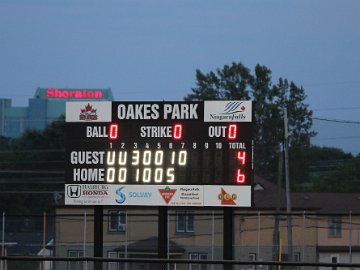 Sheraton
OAKES PARK
Niagarafalls
BALL 0 STRIKE 0 OUT 0
1 2 3 4 5 6 7 8 9 10 TOTAL
GUEST 0 0 3 0 0 1 0 4
HOME 0 0 1 0 0 5 6
HONDA
SOLVAY